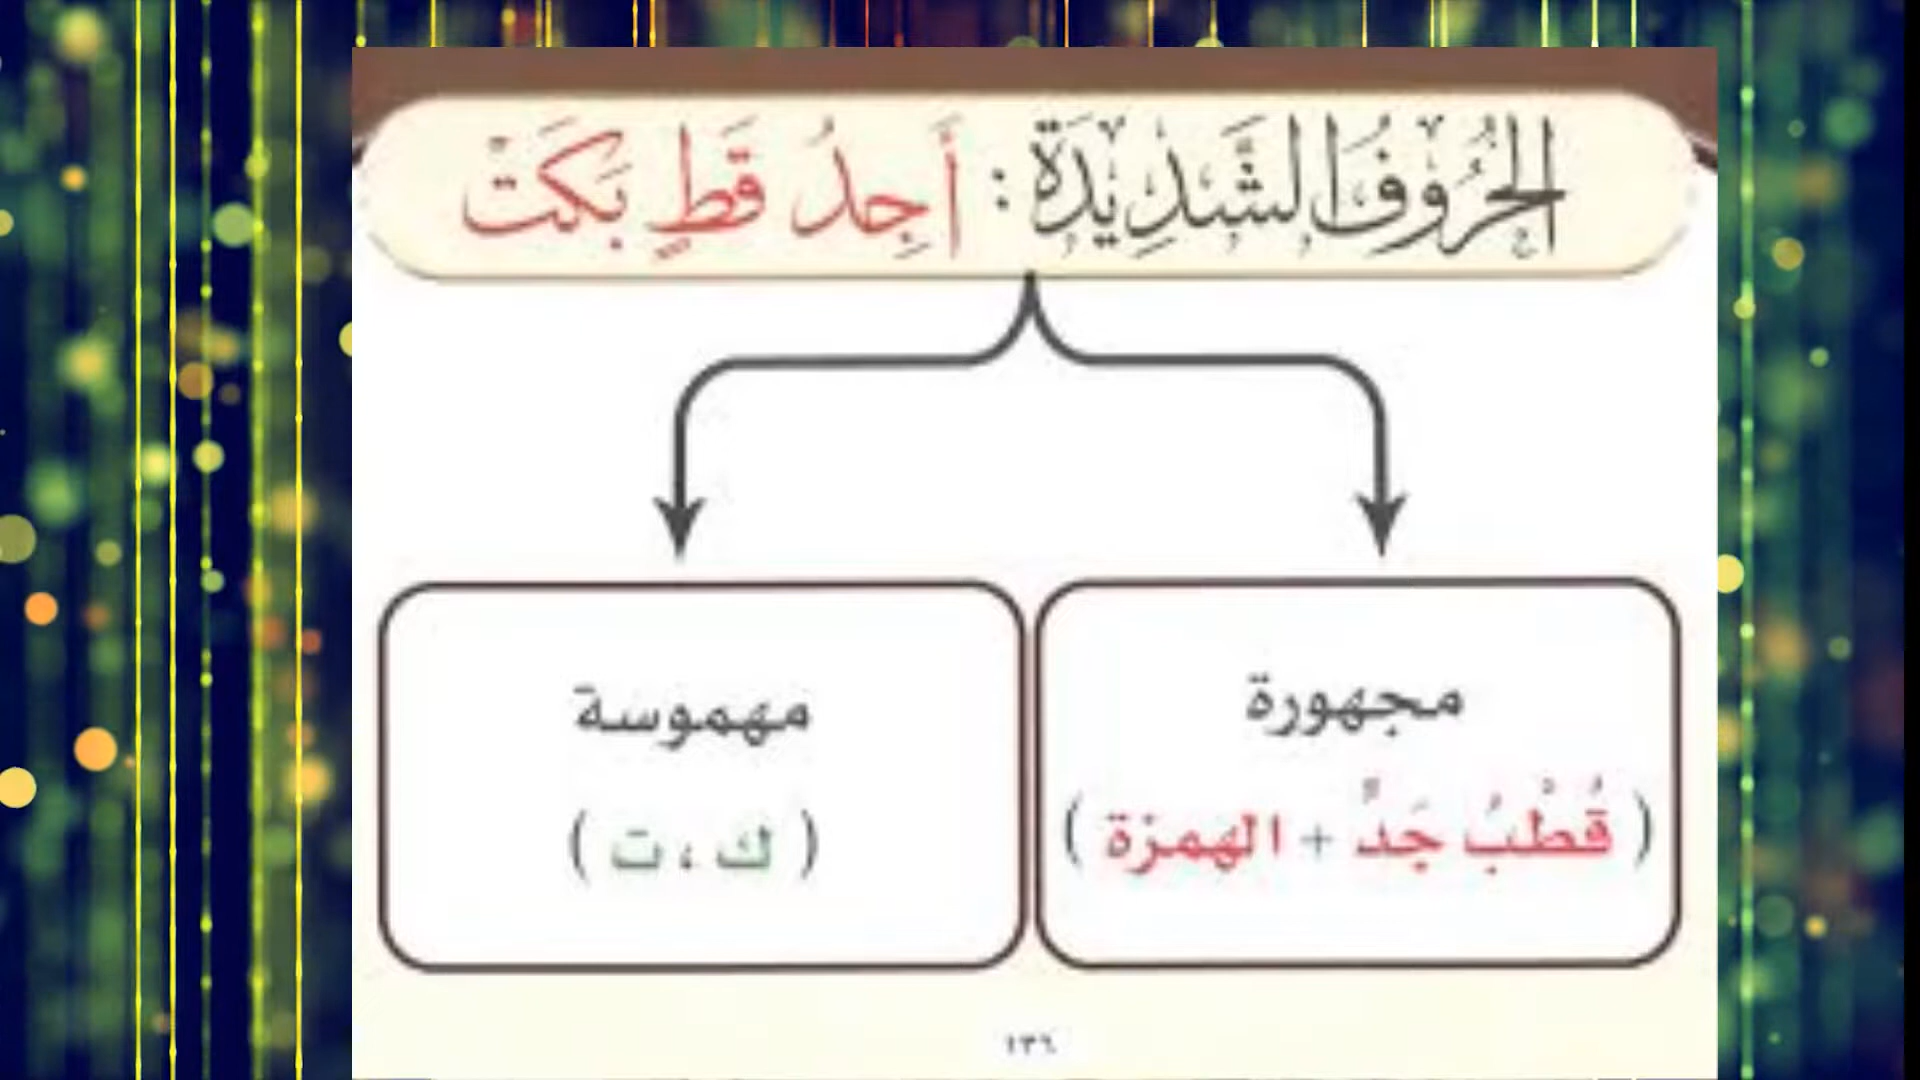 الحُرُوفُ الشَّدِيدَةُ : أَجِدُ قَطٍ بَكَتْ
مجهورة
( قُطْبُ جَدٍّ + الهمزة )
مهموسة
( ك ، ت )
١٣٦